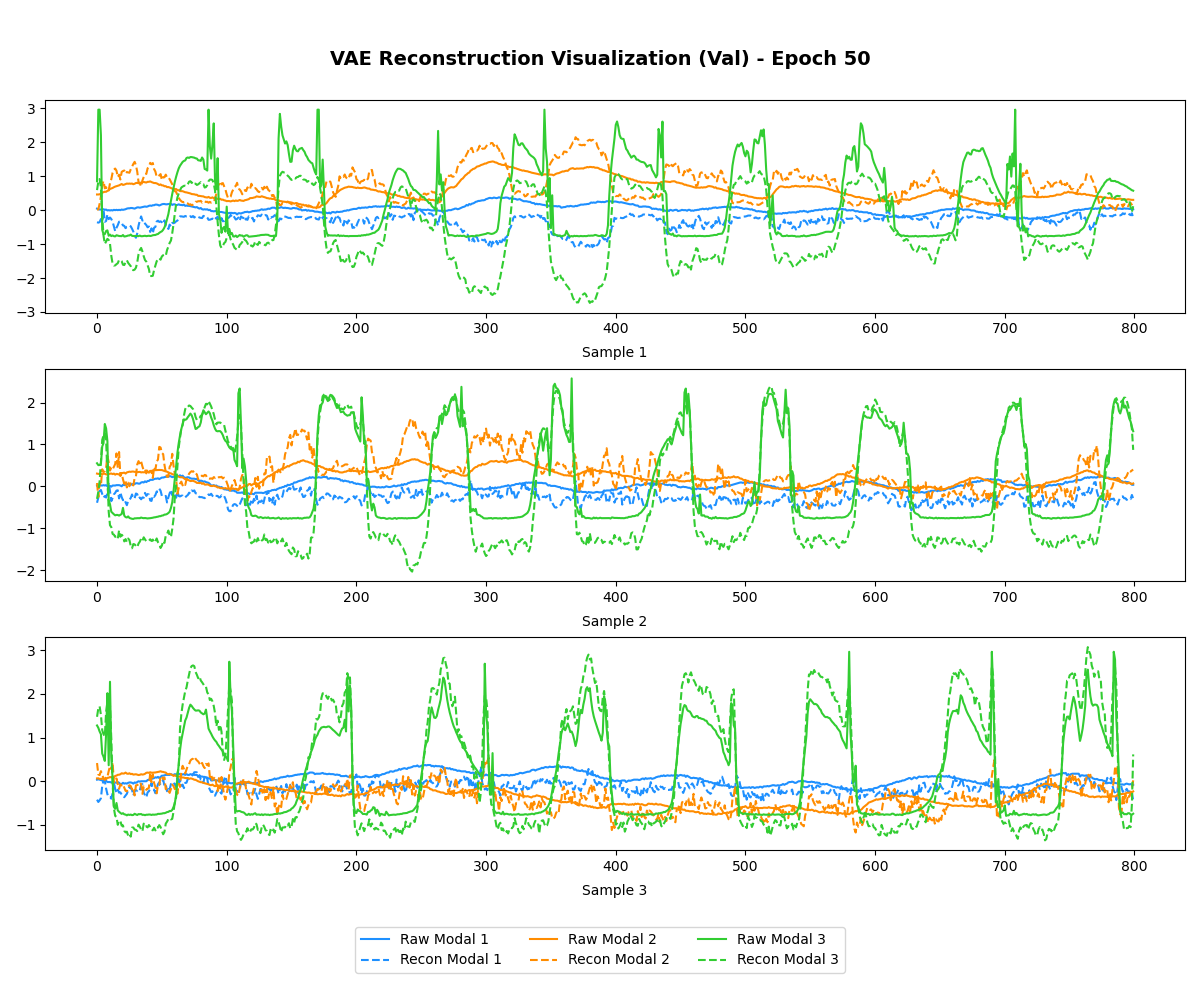 VAE Reconstruction Visualization (Val) - Epoch 50
3
2
1
0
−1
−2
−3
0 100 200 300 400 500 600 700 800
Sample 1
2
1
0
−1
−2
0 100 200 300 400 500 600 700 800
Sample 2
3
2
1
0
−1
0 100 200 300 400 500 600 700 800
Sample 3
Raw Modal 1 Raw Modal 2 Raw Modal 3
Recon Modal 1 Recon Modal 2 Recon Modal 3